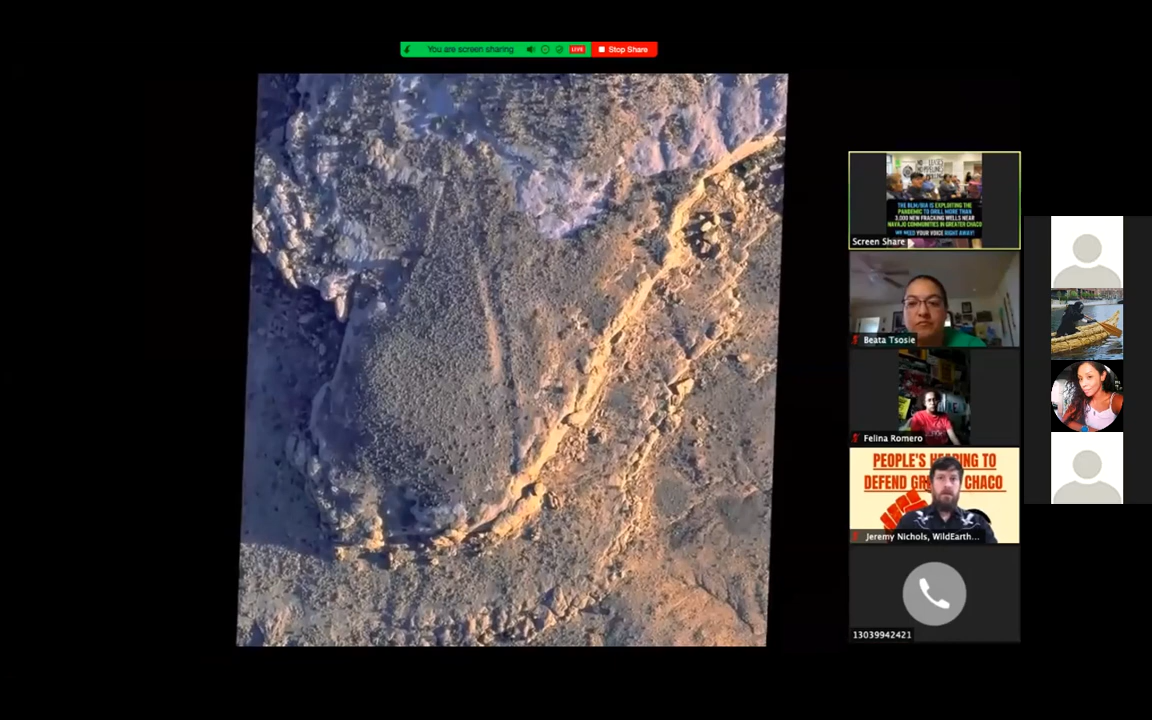 You are screen sharing
LIVE
Stop Share
THE BLM/BIA IS EXPLOITING THE
PANDEMIC TO DRILL MORE THAN
3,000 NEW FRACKING WELLS NEAR
NAVAJO COMMUNITIES IN GREATER CHACO
WE NEED YOUR VOICE RIGHT AWAY!
Screen Share
Beata Tsosie
Felina Romero
PEOPLE'S HEARING TO
DEFEND GR CHACO
Jeremy Nichols, WildEarth...
13039942421